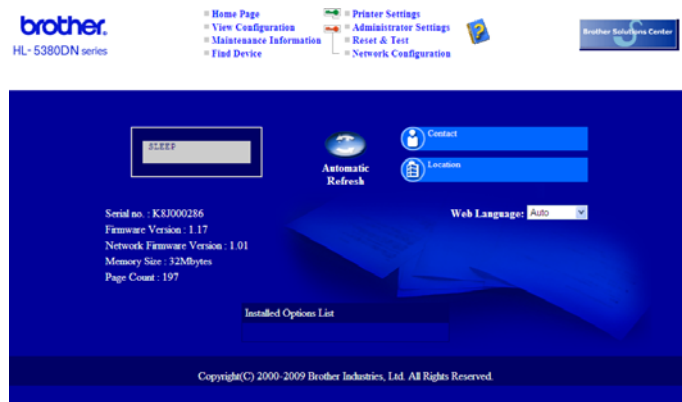 brother.
HL-5380DN series
Home Page
View Configuration
Maintenance Information
Find Device
Printer Settings
Administrator Settings
Reset & Test
Network Configuration
Brother Solutions Center
SLEEP
Automatic
Refresh
Contact
Location
Serial no. : K8J000286
Firmware Version : 1.17
Network Firmware Version : 1.01
Memory Size : 32Mbytes
Page Count : 197
Web Language: Auto
Installed Options List
Copyright(C) 2000-2009 Brother Industries, Ltd. All Rights Reserved.